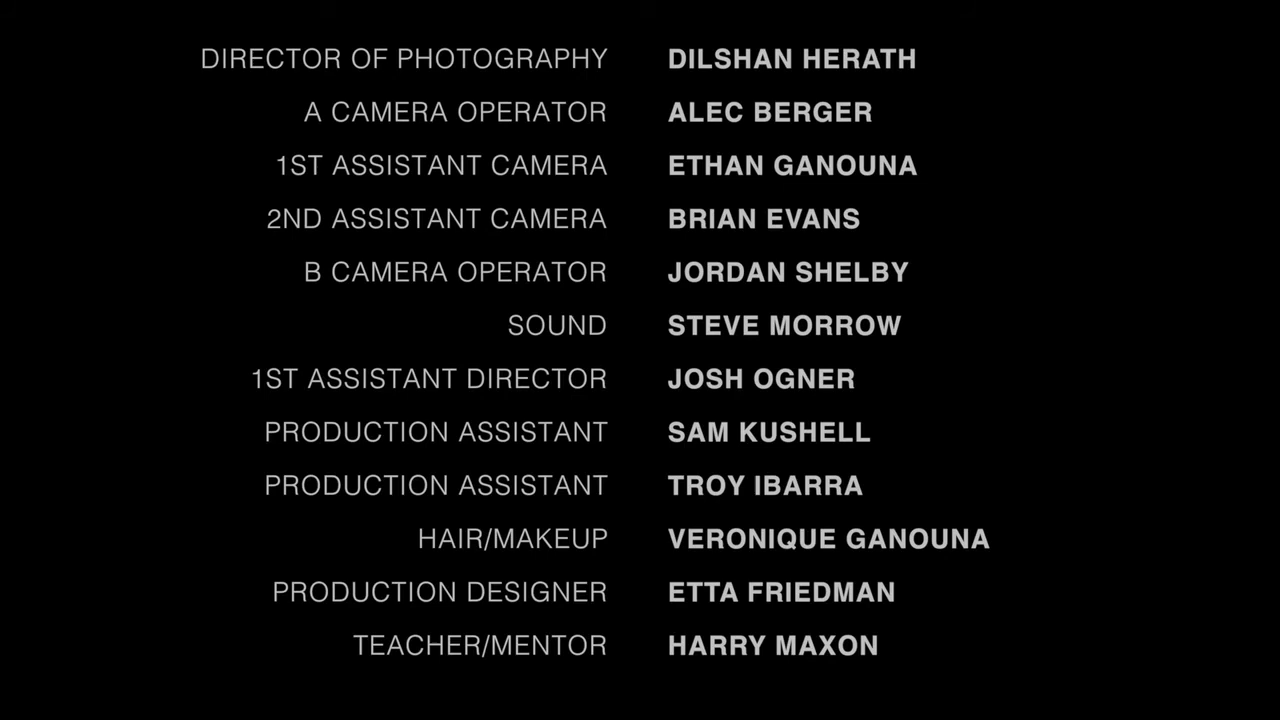 DIRECTOR OF PHOTOGRAPHY DILSHAN HERATH
A CAMERA OPERATOR ALEC BERGER
1ST ASSISTANT CAMERA ETHAN GANOUNA
2ND ASSISTANT CAMERA BRIAN EVANS
B CAMERA OPERATOR JORDAN SHELBY
SOUND STEVE MORROW
1ST ASSISTANT DIRECTOR JOSH OGNER
PRODUCTION ASSISTANT SAM KUSHELL
PRODUCTION ASSISTANT TROY IBARRA
HAIR/MAKEUP VERONIQUE GANOUNA
PRODUCTION DESIGNER ETTA FRIEDMAN
TEACHER/MENTOR HARRY MAXON